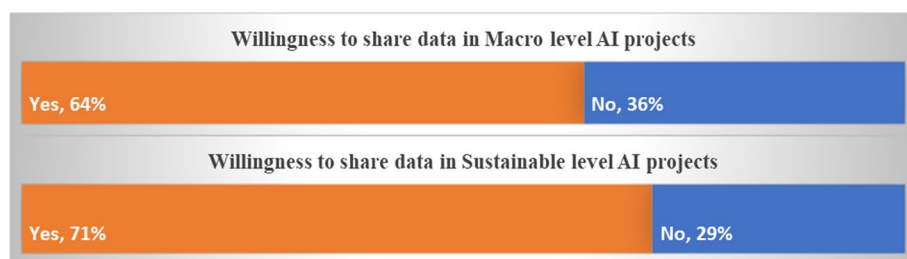 Willingness to share data in Macro level AI projects
Yes, 64% No, 36%
Willingness to share data in Sustainable level AI projects
Yes, 71% No, 29%